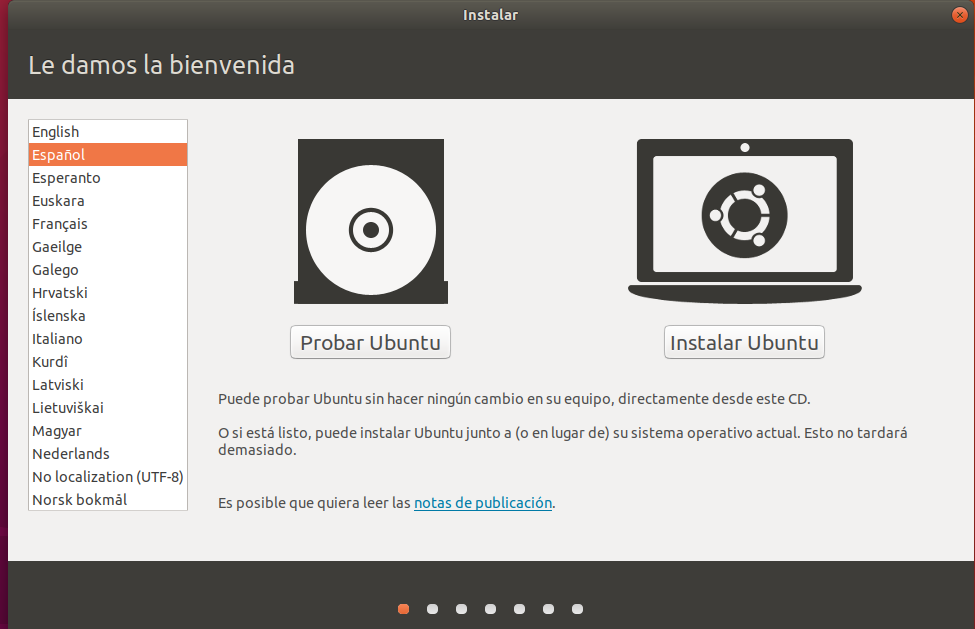 Instalar
Le damos la bienvenida
English
Español
Esperanto
Euskara
Français
Gaeilge
Galego
Hrvatski
Íslenska
Italiano
Kurdî
Latviski
Lietuviškai
Magyar
Nederlands
No localization (UTF-8)
Norsk bokmål
Probar Ubuntu
Instalar Ubuntu
Puede probar Ubuntu sin hacer ningún cambio en su equipo, directamente desde este CD.
O si está listo, puede instalar Ubuntu junto a (o en lugar de) su sistema operativo actual. Esto no tardará
demasiado.
Es posible que quiera leer las notas de publicación.